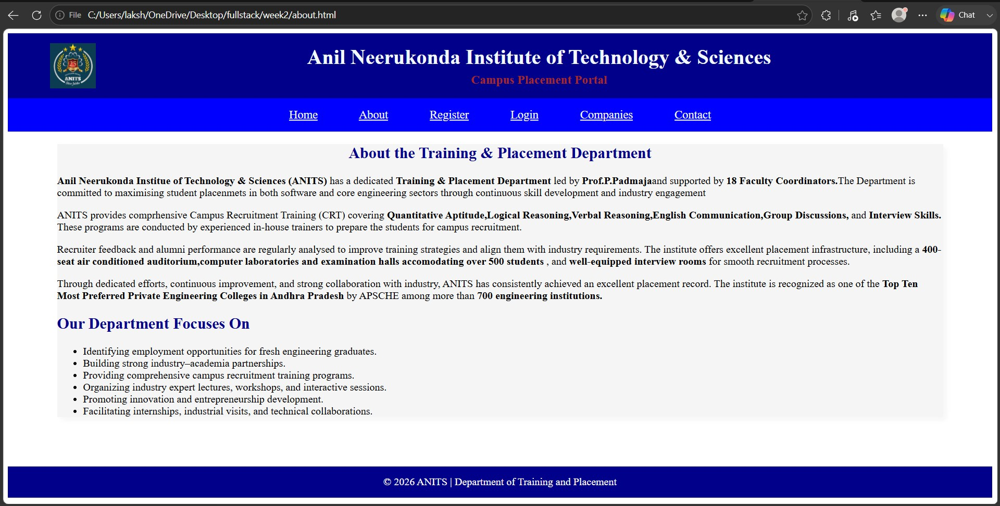 File C:/Users/laksh/OneDrive/Desktop/fullstack/week2/about.html
Chat
25
ANITS
Silver Jubilee
Anil Neerukonda Institute of Technology & Sciences
Campus Placement Portal
Home About Register Login Companies Contact
About the Training & Placement Department
Anil Neerukonda Institue of Technology & Sciences (ANITS) has a dedicated Training & Placement Department led by Prof.P.Padmajaand supported by 18 Faculty Coordinators.The Department is
committed to maximising student placenmets in both software and core engineering sectors through continuous skill development and industry engagement
ANITS provides comprhensive Campus Recruitment Training (CRT) covering Quantitative Aptitude,Logical Reasoning,Verbal Reasoning,English Communication,Group Discussions, and Interview Skills.
These programs are conducted by experienced in-house trainers to prepare the students for campus recruitment.
Recruiter feedback and alumni performance are regularly analysed to improve training strategies and align them with industry requirements. The institute offers excellent placement infrastructure, including a 400-
seat air conditioned auditorium,computer laboratories and examination halls accomodating over 500 students , and well-equipped interview rooms for smooth recruitment processes.
Through dedicated efforts, continuous improvement, and strong collaboration with industry, ANITS has consistently achieved an excellent placement record. The institute is recognized as one of the Top Ten
Most Preferred Private Engineering Colleges in Andhra Pradesh by APSCHE among more than 700 engineering institutions.
Our Department Focuses On
• Identifying employment opportunities for fresh engineering graduates.
• Building strong industry–academia partnerships.
• Providing comprehensive campus recruitment training programs.
• Organizing industry expert lectures, workshops, and interactive sessions.
• Promoting innovation and entrepreneurship development.
• Facilitating internships, industrial visits, and technical collaborations.
© 2026 ANITS | Department of Training and Placement